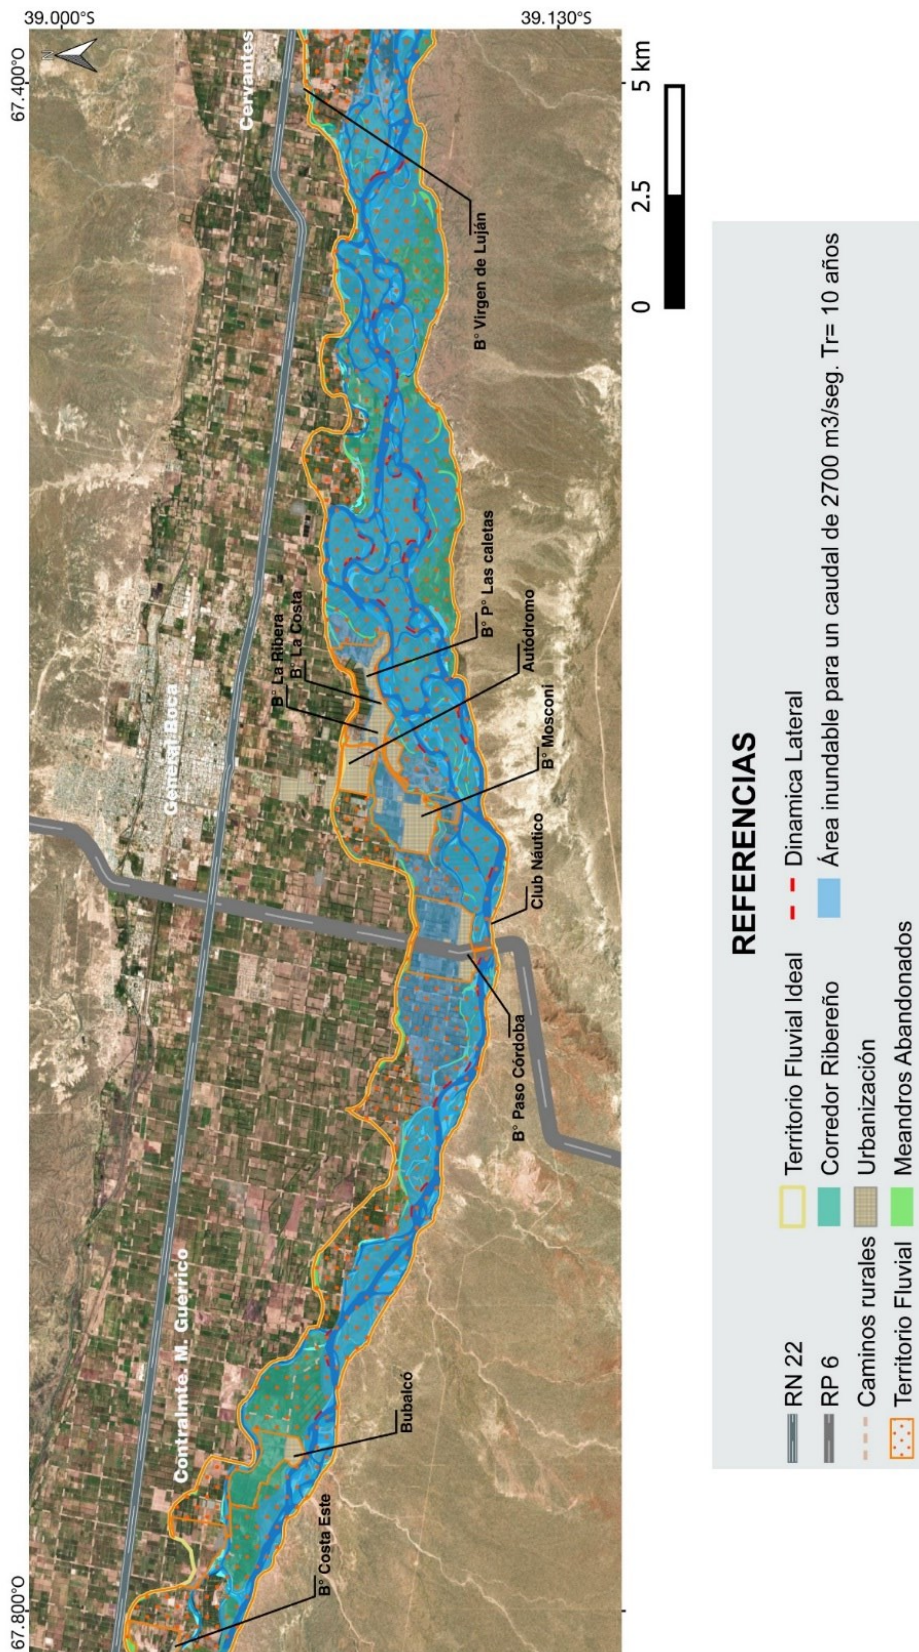 39.000°S
39.130°S
67.400°O
67.800°O
N
Cervantes
General Roca
Contralmte. M. Guerrico
B° Virgen de Luján
B° La Ribera
B° La Costa
B° P° Las caletas
Autódromo
B° Mosconi
Club Náutico
B° Paso Córdoba
Bubalcó
B° Costa Este
0 2.5 5 km
REFERENCIAS
RN 22
RP 6
Caminos rurales
Territorio Fluvial
Territorio Fluvial Ideal
Corredor Ribereño
Urbanización
Meandros Abandonados
Dinamica Lateral
Área inundable para un caudal de 2700 m3/seg. Tr= 10 años